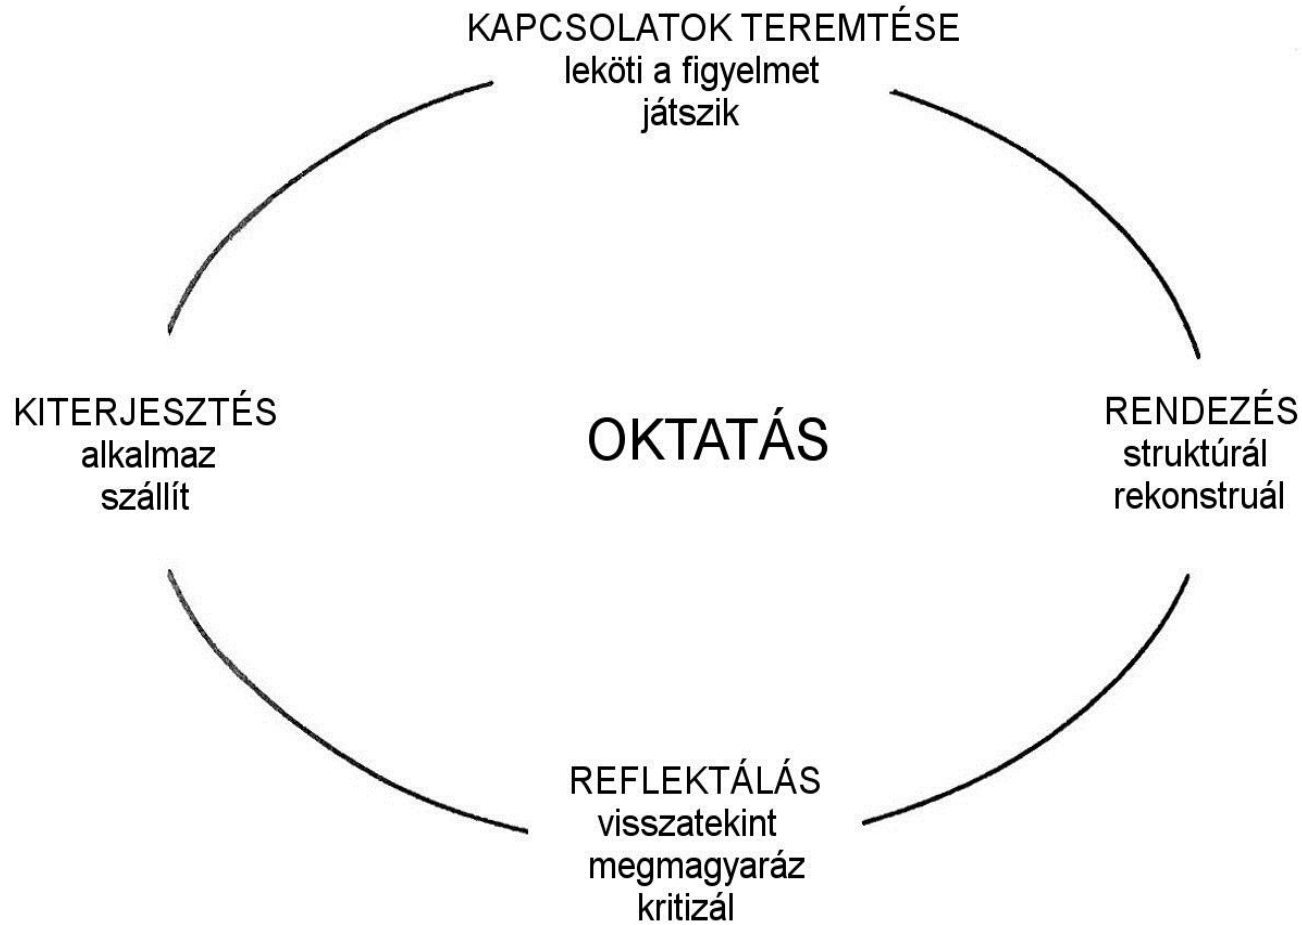 KAPCSOLATOK TEREMTÉSE
leköti a figyelmet
játszik
KITERJESZTÉS
alkalmaz
szállít
OKTATÁS
RENDEZÉS
struktúrál
rekonstruál
REFLEKTÁLÁS
visszatekint
megmagyaráz
kritizál